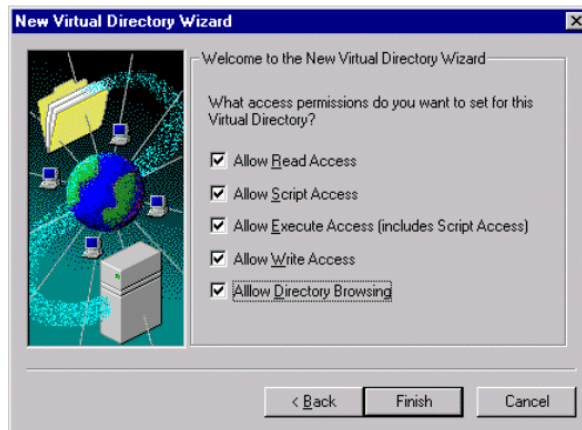 New Virtual Directory Wizard
Welcome to the New Virtual Directory Wizard
What access permissions do you want to set for this
Virtual Directory?
Allow Read Access
Allow Script Access
Allow Execute Access (includes Script Access)
Allow Write Access
Alllow Directory Browsing
< Back
Finish
Cancel